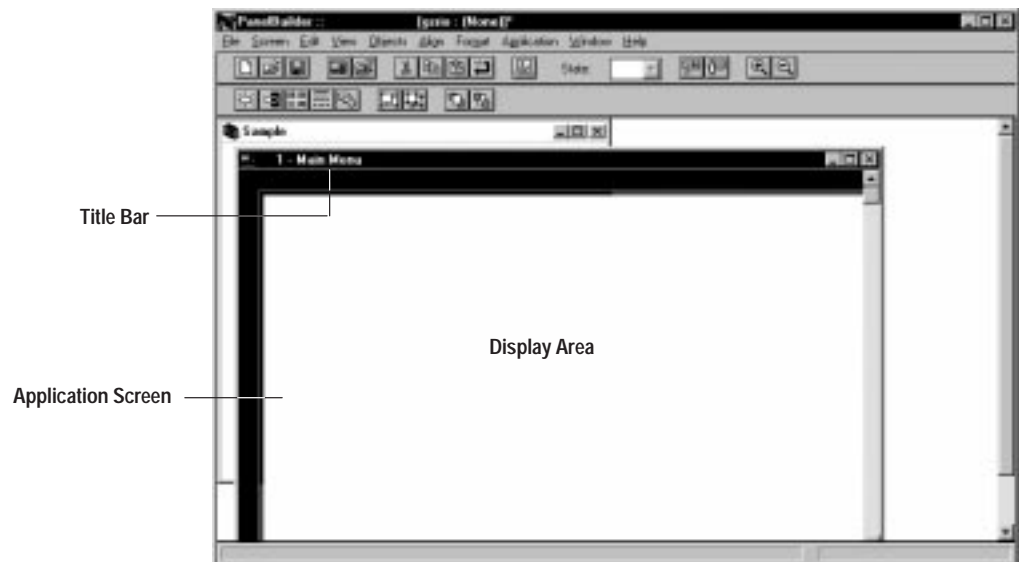 PanelBuilder ::
File Screen Edit View Objects Align Format Application Window Help
State:
Sample
1 - Main Menu
Title Bar
Display Area
Application Screen